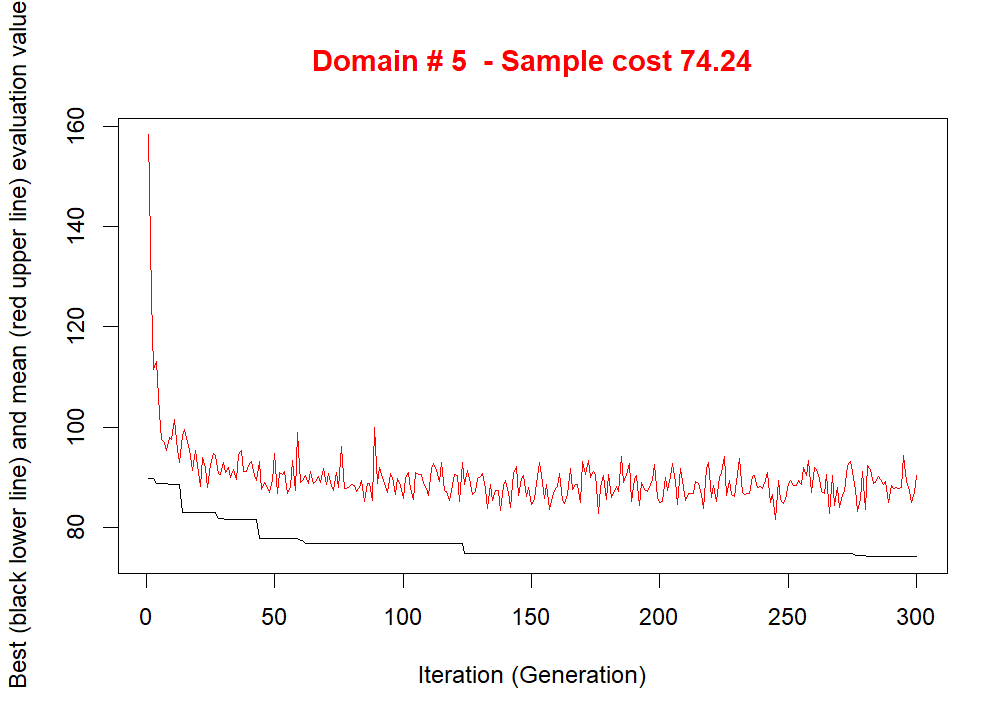 Domain # 5  - Sample cost 74.24
Best (black lower line) and mean (red upper line) evaluation value
160
140
120
100
80
0 50 100 150 200 250 300
Iteration (Generation)